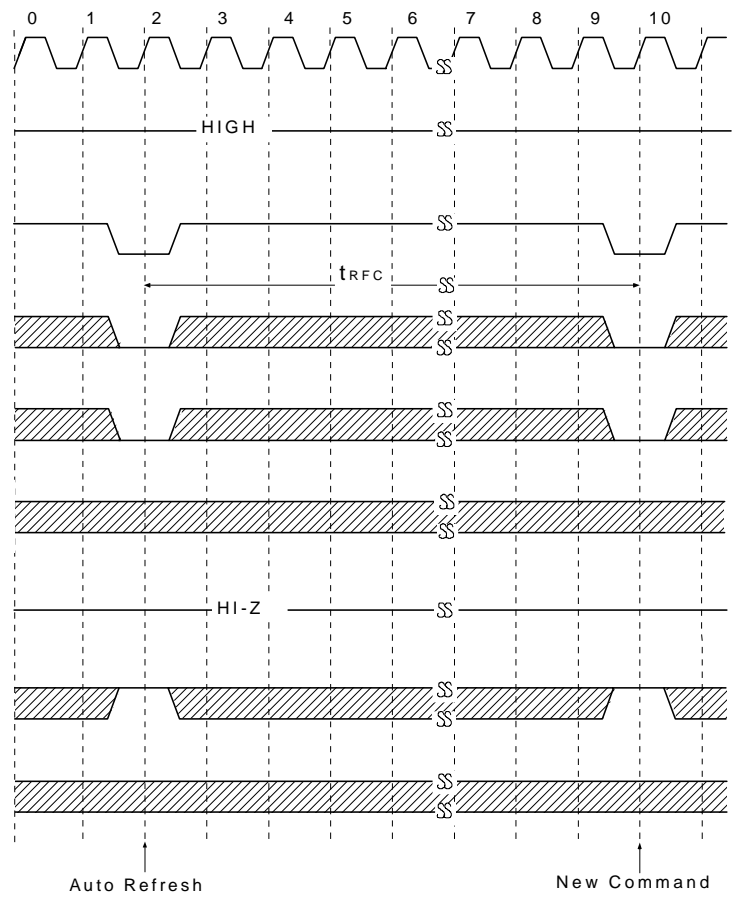 0 1 2 3 4 5 6 7 8 9 10
HIGH
tRFC
HI-Z
Auto Refresh
New Command